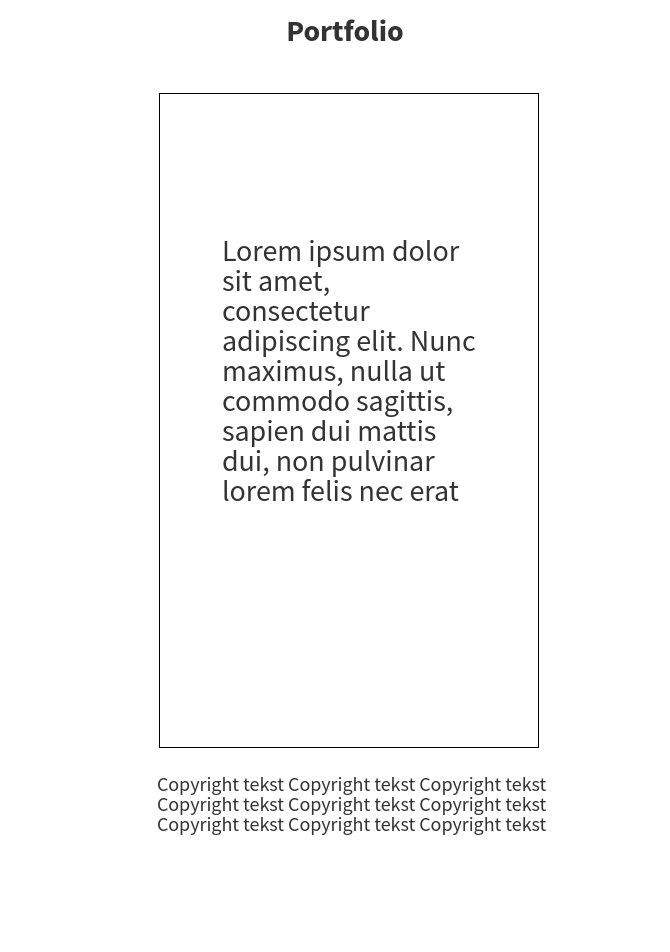 Portfolio
Lorem ipsum dolor
sit amet,
consectetur
adipiscing elit. Nunc
maximus, nulla ut
commodo sagittis,
sapien dui mattis
dui, non pulvinar
lorem felis nec erat
Copyright tekst Copyright tekst Copyright tekst
Copyright tekst Copyright tekst Copyright tekst
Copyright tekst Copyright tekst Copyright tekst